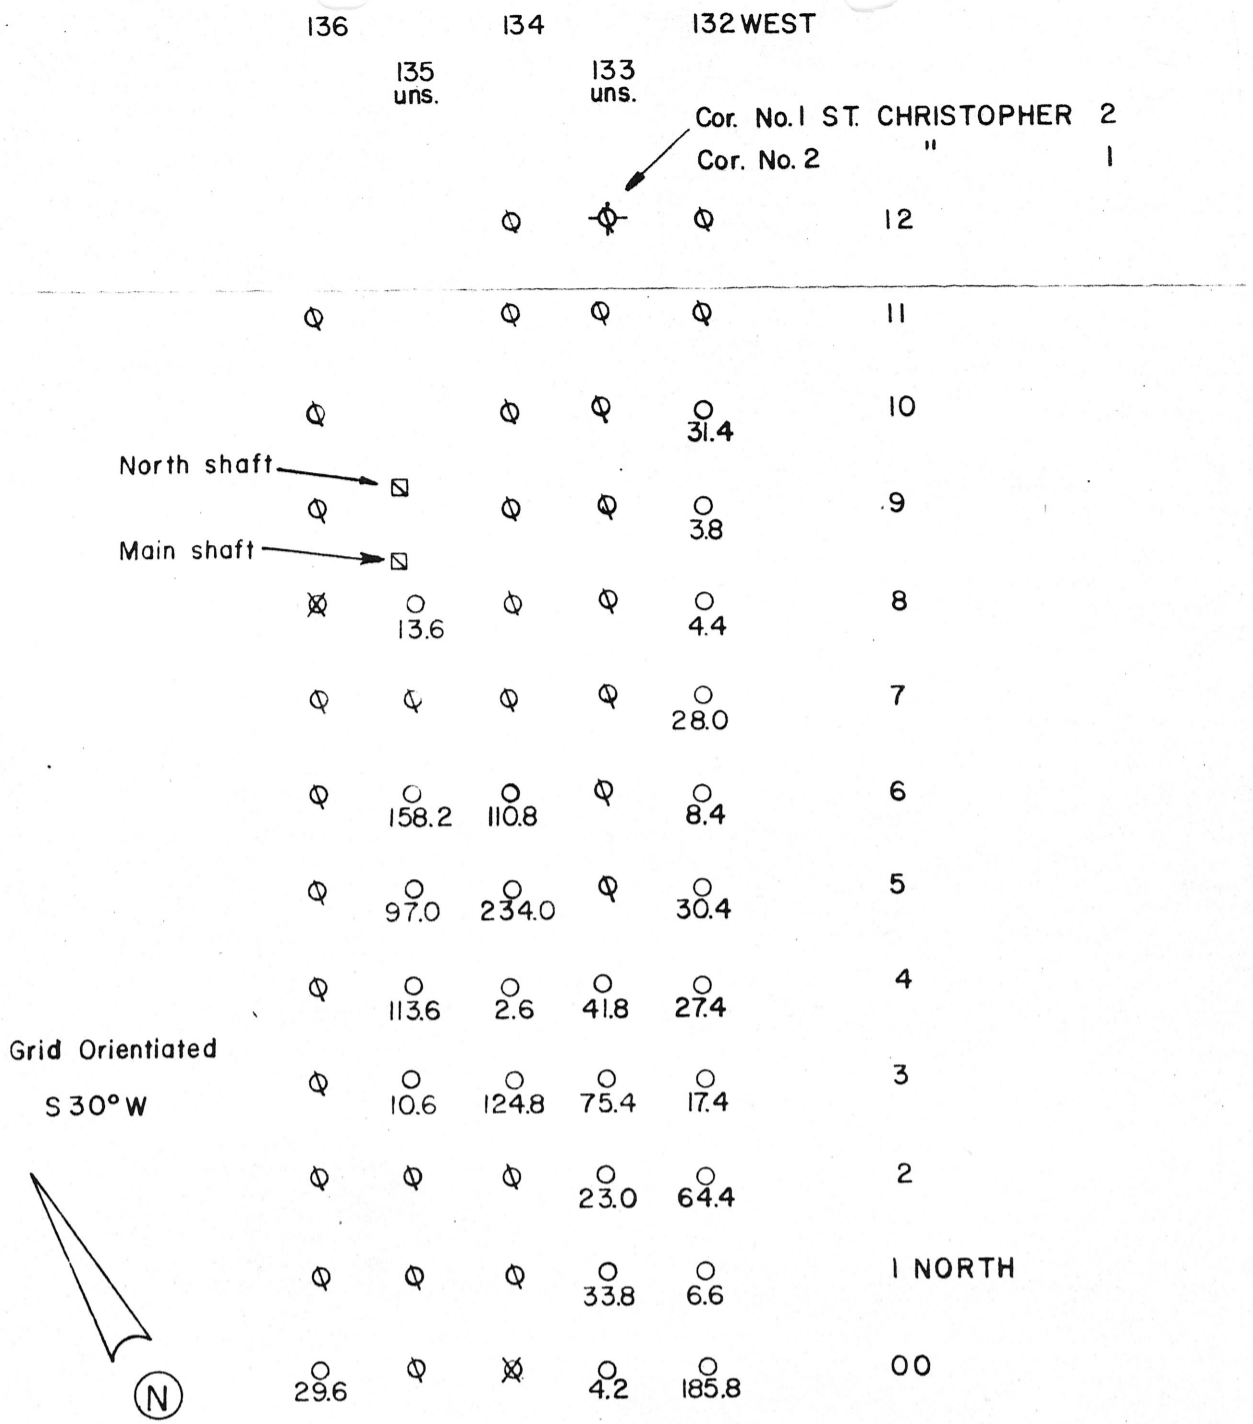 136 134 132 WEST
135 133
uns. uns.
Cor. No. 1 ST. CHRISTOPHER 2
Cor. No. 2 " 1
12
11
10
31.4
North shaft
9
3.8
Main shaft
8
13.6 4.4
7
28.0
6
158.2 110.8 8.4
5
97.0 234.0 30.4
4
113.6 2.6 41.8 27.4
Grid Orientiated
3
S 30° W
10.6 124.8 75.4 17.4
2
23.0 64.4
1 NORTH
33.8 6.6
00
29.6 4.2 185.8
N